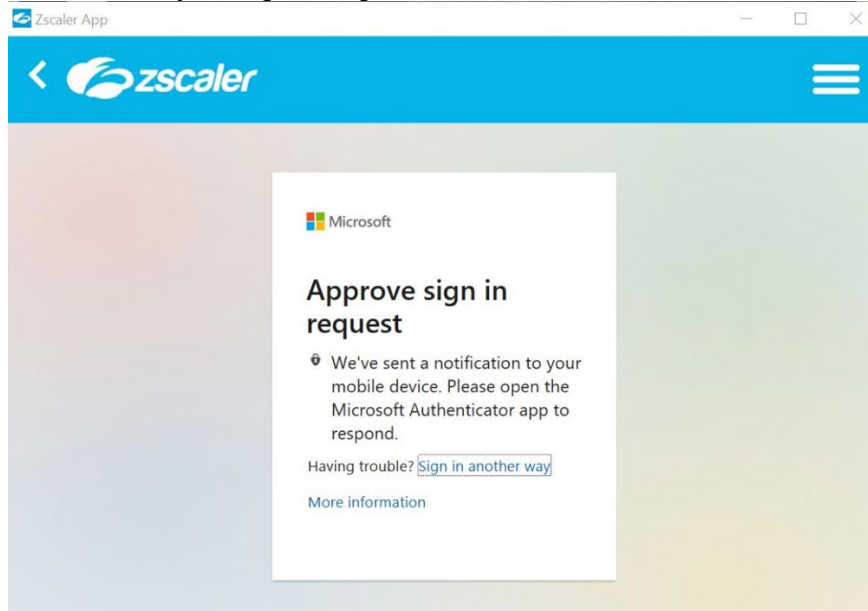 Zscaler App
zscaler
Microsoft
Approve sign in
request
We've sent a notification to your
mobile device. Please open the
Microsoft Authenticator app to
respond.
Having trouble? Sign in another way
More information